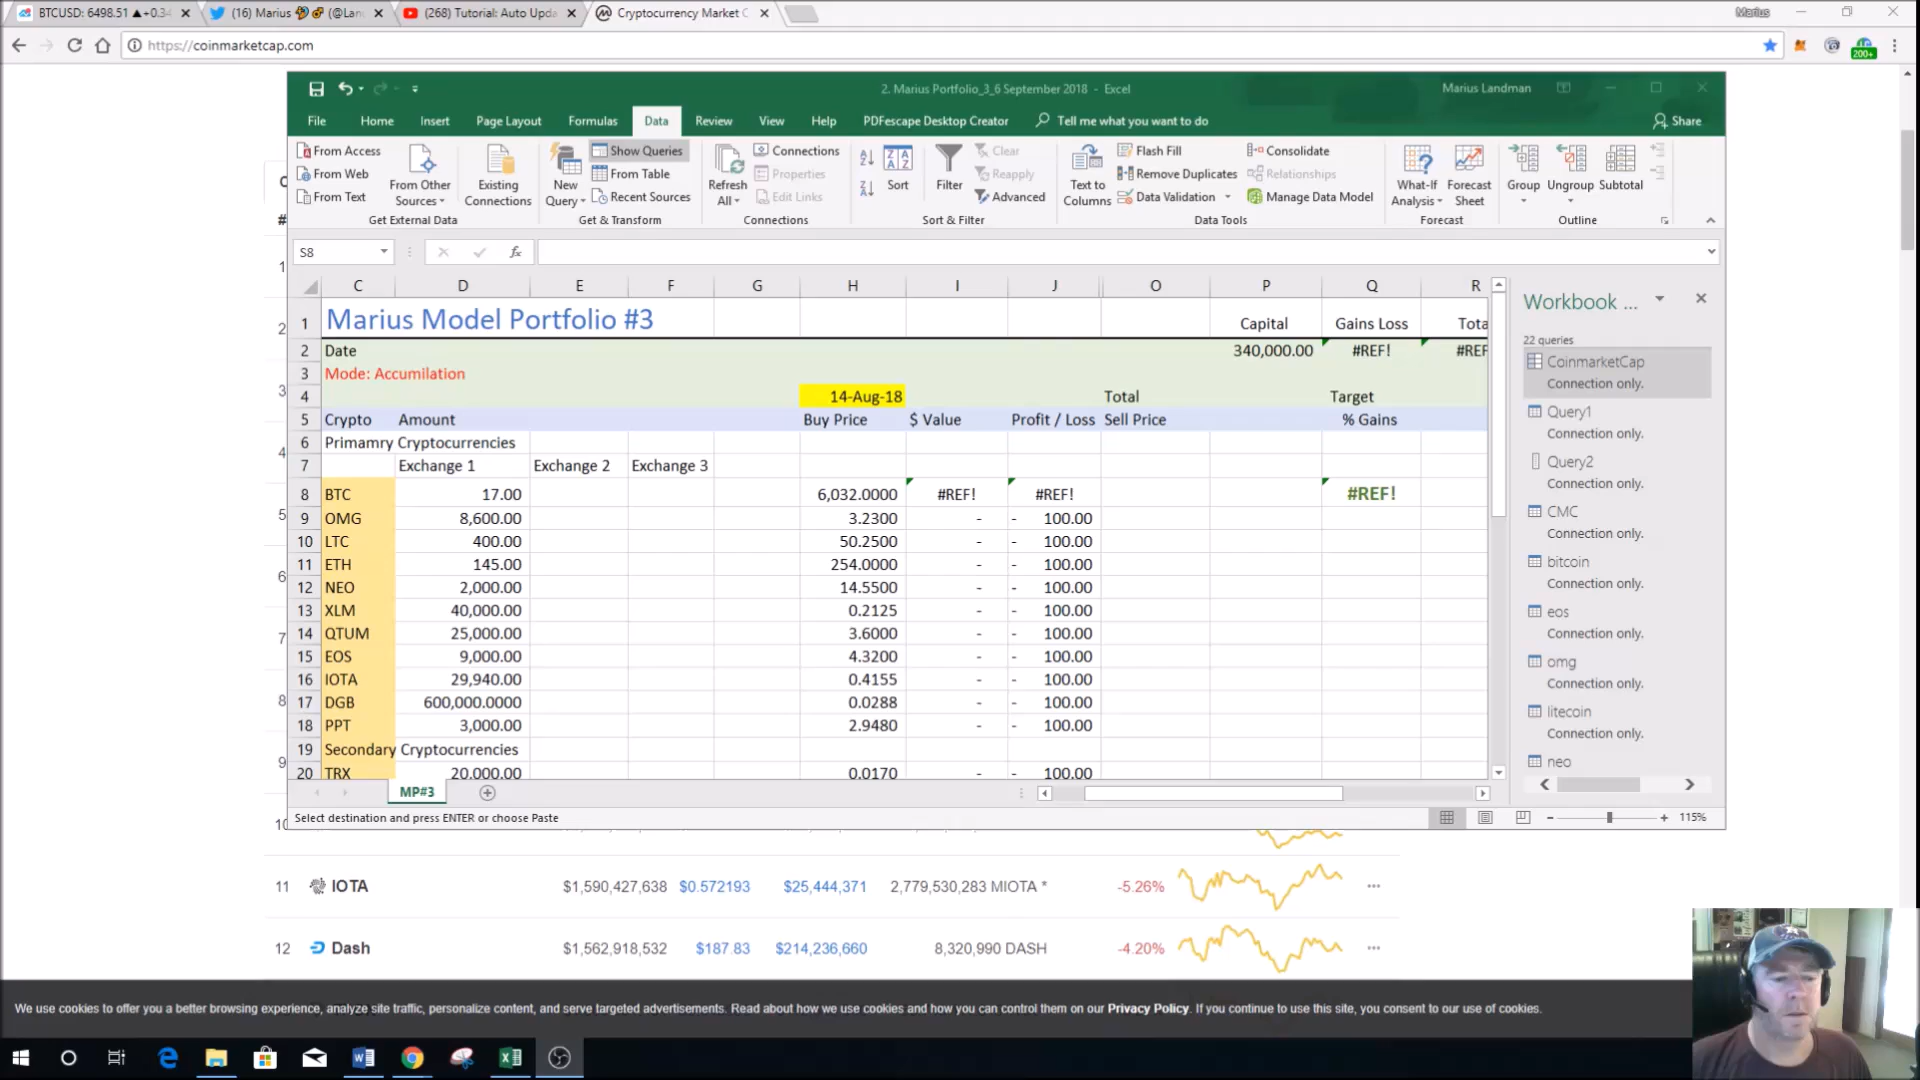 BTCUSD: 6498.51 ▲+0.3
(16) Marius
(268) Tutorial: Auto Upda
Cryptocurrency Market C
Marius
https://coinmarketcap.com
200+
2. Marius Portfolio_3_6 September 2018 - Excel
Marius Landman
File Home Insert Page Layout Formulas Data Review View Help PDFescape Desktop Creator Tell me what you want to do Share
From Access
From Web
From Text
From Other Sources
Get External Data
Existing Connections
New Query
Show Queries
From Table
Recent Sources
Get & Transform
Refresh All
Connections
Properties
Edit Links
Connections
Sort
Filter
Clear
Reapply
Advanced
Sort & Filter
Text to Columns
Flash Fill
Remove Duplicates
Data Validation
Consolidate
Relationships
Manage Data Model
Data Tools
What-If Analysis
Forecast Sheet
Forecast
Group
Ungroup
Subtotal
Outline
S8
fx
C D E F G H I J O P Q R
1 Marius Model Portfolio #3 Capital Gains Loss Tota
2 Date 340,000.00 #REF! #REF
3 Mode: Accumilation
4 14-Aug-18 Total Target
5 Crypto Amount Buy Price $ Value Profit / Loss Sell Price % Gains
6 Primamry Cryptocurrencies
7 Exchange 1 Exchange 2 Exchange 3
8 BTC 17.00 6,032.0000 #REF! #REF! #REF!
9 OMG 8,600.00 3.2300 - - 100.00
10 LTC 400.00 50.2500 - - 100.00
11 ETH 145.00 254.0000 - - 100.00
12 NEO 2,000.00 14.5500 - - 100.00
13 XLM 40,000.00 0.2125 - - 100.00
14 QTUM 25,000.00 3.6000 - - 100.00
15 EOS 9,000.00 4.3200 - - 100.00
16 IOTA 29,940.00 0.4155 - - 100.00
17 DGB 600,000.0000 0.0288 - - 100.00
18 PPT 3,000.00 2.9480 - - 100.00
19 Secondary Cryptocurrencies
20 TRX 20,000.00 0.0170 - - 100.00
MP#3
Select destination and press ENTER or choose Paste
115%
Workbook ...
22 queries
CoinmarketCap
Connection only.
Query1
Connection only.
Query2
Connection only.
CMC
Connection only.
bitcoin
Connection only.
eos
Connection only.
omg
Connection only.
litecoin
Connection only.
neo
#
1
2
3
4
5
6
7
8
9
10
11 IOTA $1,590,427,638 $0.572193 $25,444,371 2,779,530,283 MIOTA * -5.26%
12 Dash $1,562,918,532 $187.83 $214,236,660 8,320,990 DASH -4.20%
We use cookies to offer you a better browsing experience, analyze site traffic, personalize content, and serve targeted advertisements. Read about how we use cookies and how you can control them on our Privacy Policy. If you continue to use this site, you consent to our use of cookies.